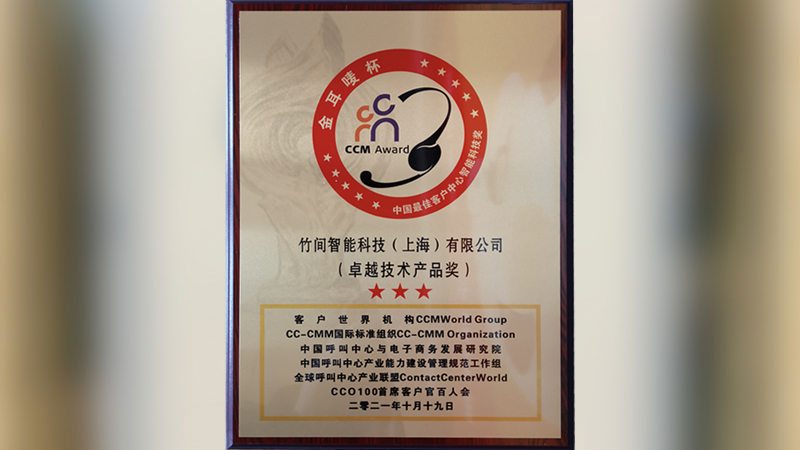 金耳唛杯
CCM Award
中国最佳客户中心智能科技奖
竹间智能科技(上海)有限公司
(卓越技术产品奖)
客户世界机构CCMWorld Group
CC-CMM国际标准组织CC-CMM Organization
中国呼叫中心与电子商务发展研究院
中国呼叫中心产业能力建设管理规范工作组
全球呼叫中心产业联盟ContactCenterWorld
CCO100首席客户官百人会
二零二一年十月十九日